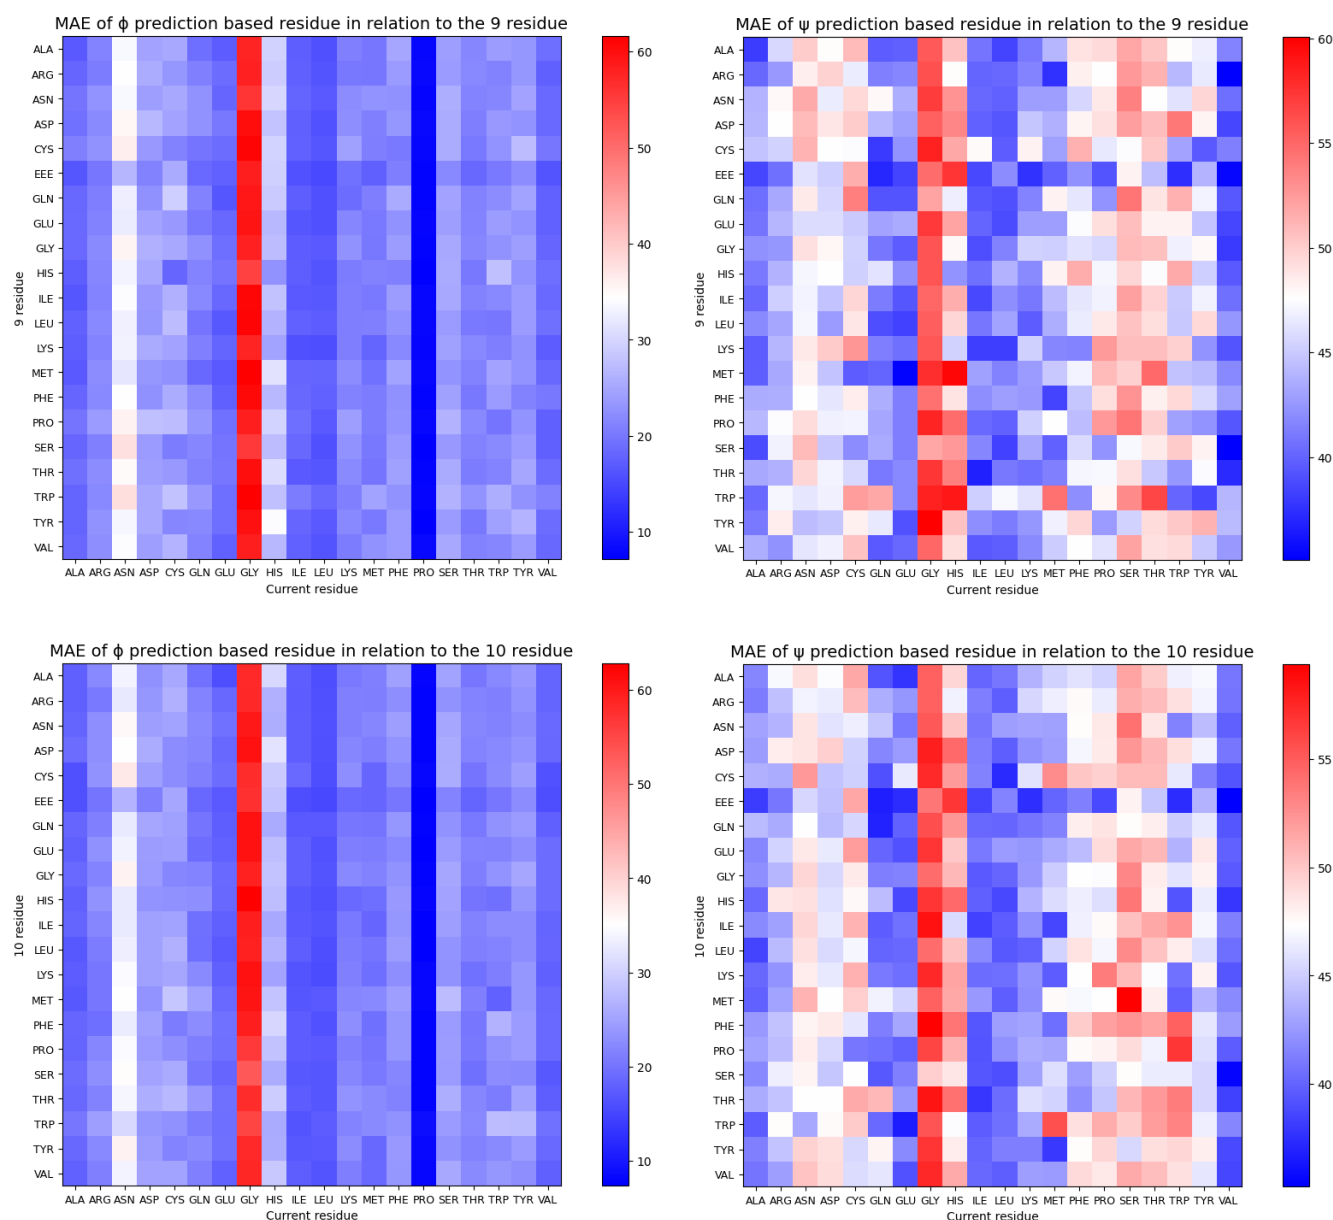 MAE of ϕ prediction based residue in relation to the 9 residue
ALA
ARG
ASN
ASP
CYS
EEE
GLN
GLU
GLY
HIS
ILE
LEU
LYS
MET
PHE
PRO
SER
THR
TRP
TYR
VAL
9 residue
ALA ARG ASN ASP CYS GLN GLU GLY HIS ILE LEU LYS MET PHE PRO SER THR TRP TYR VAL
Current residue
60
50
40
30
20
10
MAE of ψ prediction based residue in relation to the 9 residue
ALA
ARG
ASN
ASP
CYS
EEE
GLN
GLU
GLY
HIS
ILE
LEU
LYS
MET
PHE
PRO
SER
THR
TRP
TYR
VAL
9 residue
ALA ARG ASN ASP CYS GLN GLU GLY HIS ILE LEU LYS MET PHE PRO SER THR TRP TYR VAL
Current residue
60
55
50
45
40
MAE of ϕ prediction based residue in relation to the 10 residue
ALA
ARG
ASN
ASP
CYS
EEE
GLN
GLU
GLY
HIS
ILE
LEU
LYS
MET
PHE
PRO
SER
THR
TRP
TYR
VAL
10 residue
ALA ARG ASN ASP CYS GLN GLU GLY HIS ILE LEU LYS MET PHE PRO SER THR TRP TYR VAL
Current residue
60
50
40
30
20
10
MAE of ψ prediction based residue in relation to the 10 residue
ALA
ARG
ASN
ASP
CYS
EEE
GLN
GLU
GLY
HIS
ILE
LEU
LYS
MET
PHE
PRO
SER
THR
TRP
TYR
VAL
10 residue
ALA ARG ASN ASP CYS GLN GLU GLY HIS ILE LEU LYS MET PHE PRO SER THR TRP TYR VAL
Current residue
55
50
45
40